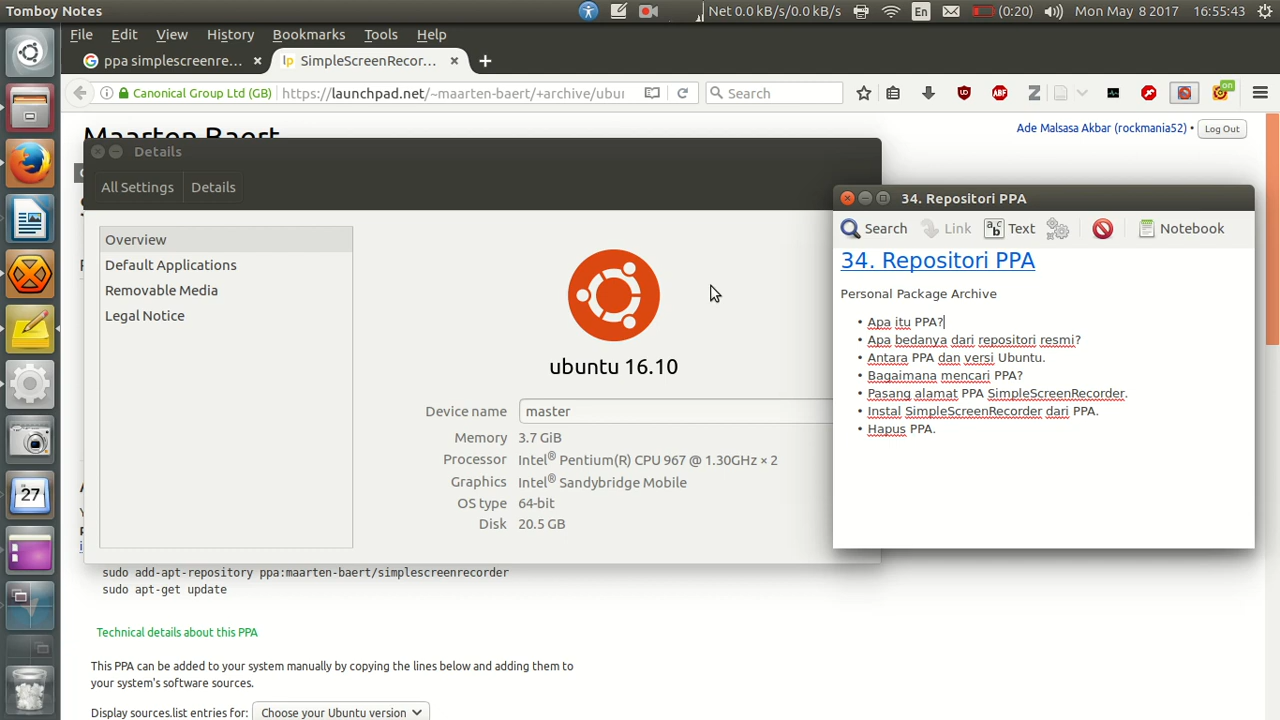 Tomboy Notes
Net 0.0 kB/s/0.0 kB/s
En
(0:20)
Mon May 8 2017
16:55:43
File Edit View History Bookmarks Tools Help
ppa simplescreenre...
SimpleScreenRecor...
Canonical Group Ltd (GB)
https://launchpad.net/~maarten-baert/+archive/ubu
Search
on
Maarten Baert
Ade Malsasa Akbar (rockmania52) •
Log Out
Details
All Settings
Details
Overview
Default Applications
Removable Media
Legal Notice
ubuntu 16.10
Device name master
Memory 3.7 GiB
Processor Intel® Pentium(R) CPU 967 @ 1.30GHz × 2
Graphics Intel® Sandybridge Mobile
OS type 64-bit
Disk 20.5 GB
34. Repositori PPA
Search
Link
Text
Notebook
34. Repositori PPA
Personal Package Archive
• Apa itu PPA?
• Apa bedanya dari repositori resmi?
• Antara PPA dan versi Ubuntu.
• Bagaimana mencari PPA?
• Pasang alamat PPA SimpleScreenRecorder.
• Instal SimpleScreenRecorder dari PPA.
• Hapus PPA.
27
sudo add-apt-repository ppa:maarten-baert/simplescreenrecorder
sudo apt-get update
Technical details about this PPA
This PPA can be added to your system manually by copying the lines below and adding them to
your system's software sources.
Display sources.list entries for: Choose your Ubuntu version